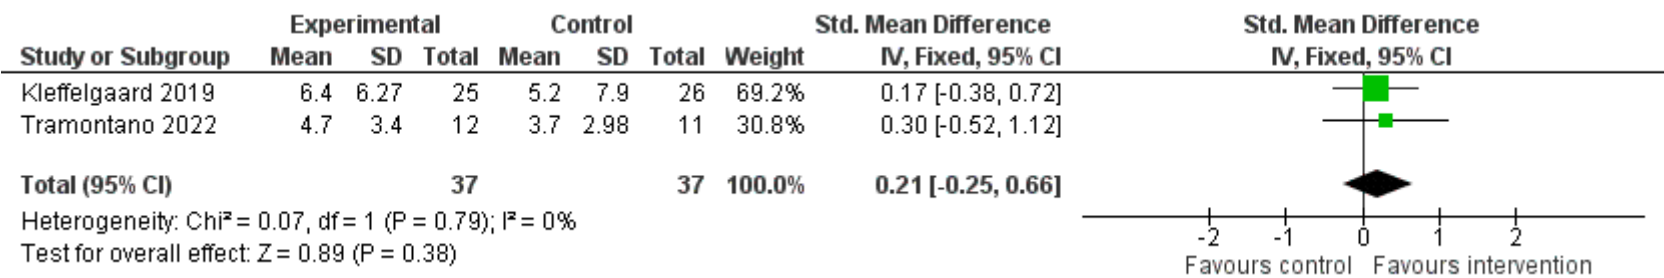 Experimental Control Std. Mean Difference Std. Mean Difference
Study or Subgroup Mean SD Total Mean SD Total Weight IV, Fixed, 95% CI IV, Fixed, 95% CI
Kleffelgaard 2019 6.4 6.27 25 5.2 7.9 26 69.2% 0.17 [-0.38, 0.72]
Tramontano 2022 4.7 3.4 12 3.7 2.98 11 30.8% 0.30 [-0.52, 1.12]
Total (95% CI) 37 37 100.0% 0.21 [-0.25, 0.66]
Heterogeneity: Chi² = 0.07, df = 1 (P = 0.79); I² = 0%
Test for overall effect: Z = 0.89 (P = 0.38)
-2 -1 0 1 2
Favours control Favours intervention